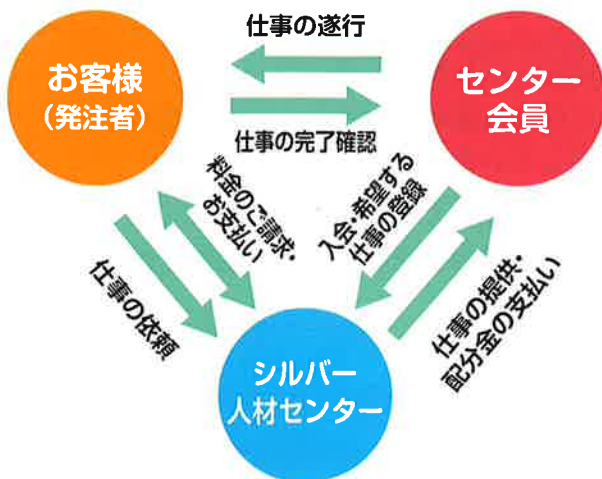 仕事の遂行
お客様
（発注者）
センター
会員
仕事の完了確認
料金のご請求・
お支払い
入会・希望する
仕事の登録
仕事の依頼
仕事の提供・
配分金の支払い
シルバー
人材センター